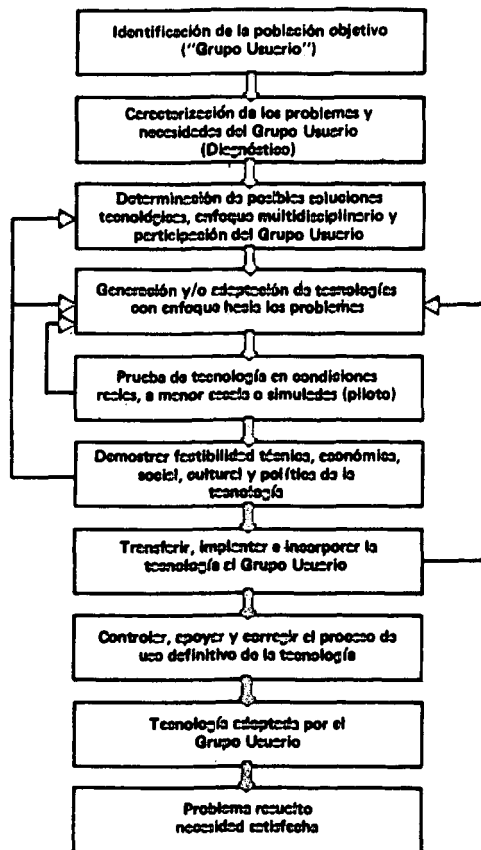 Identificación de la población objetivo
("Grupo Usuario")
Caracterización de los problemas y
necesidades del Grupo Usuario
(Diagnóstico)
Determinación de posibles soluciones
tecnológicas, enfoque multidisciplinario y
participación del Grupo Usuario
Generación y/o adaptación de tecnologías
con enfoque hacia los problemas
Prueba de tecnología en condiciones
reales, a menor escala o simuladas (piloto)
Demostrar factibilidad técnica, económica,
social, cultural y política de la
tecnología
Transferir, implantar e incorporar la
tecnología al Grupo Usuario
Controlar, apoyar y corregir el proceso de
uso definitivo de la tecnología
Tecnología adaptada por el
Grupo Usuario
Problema resuelto
necesidad satisfecha